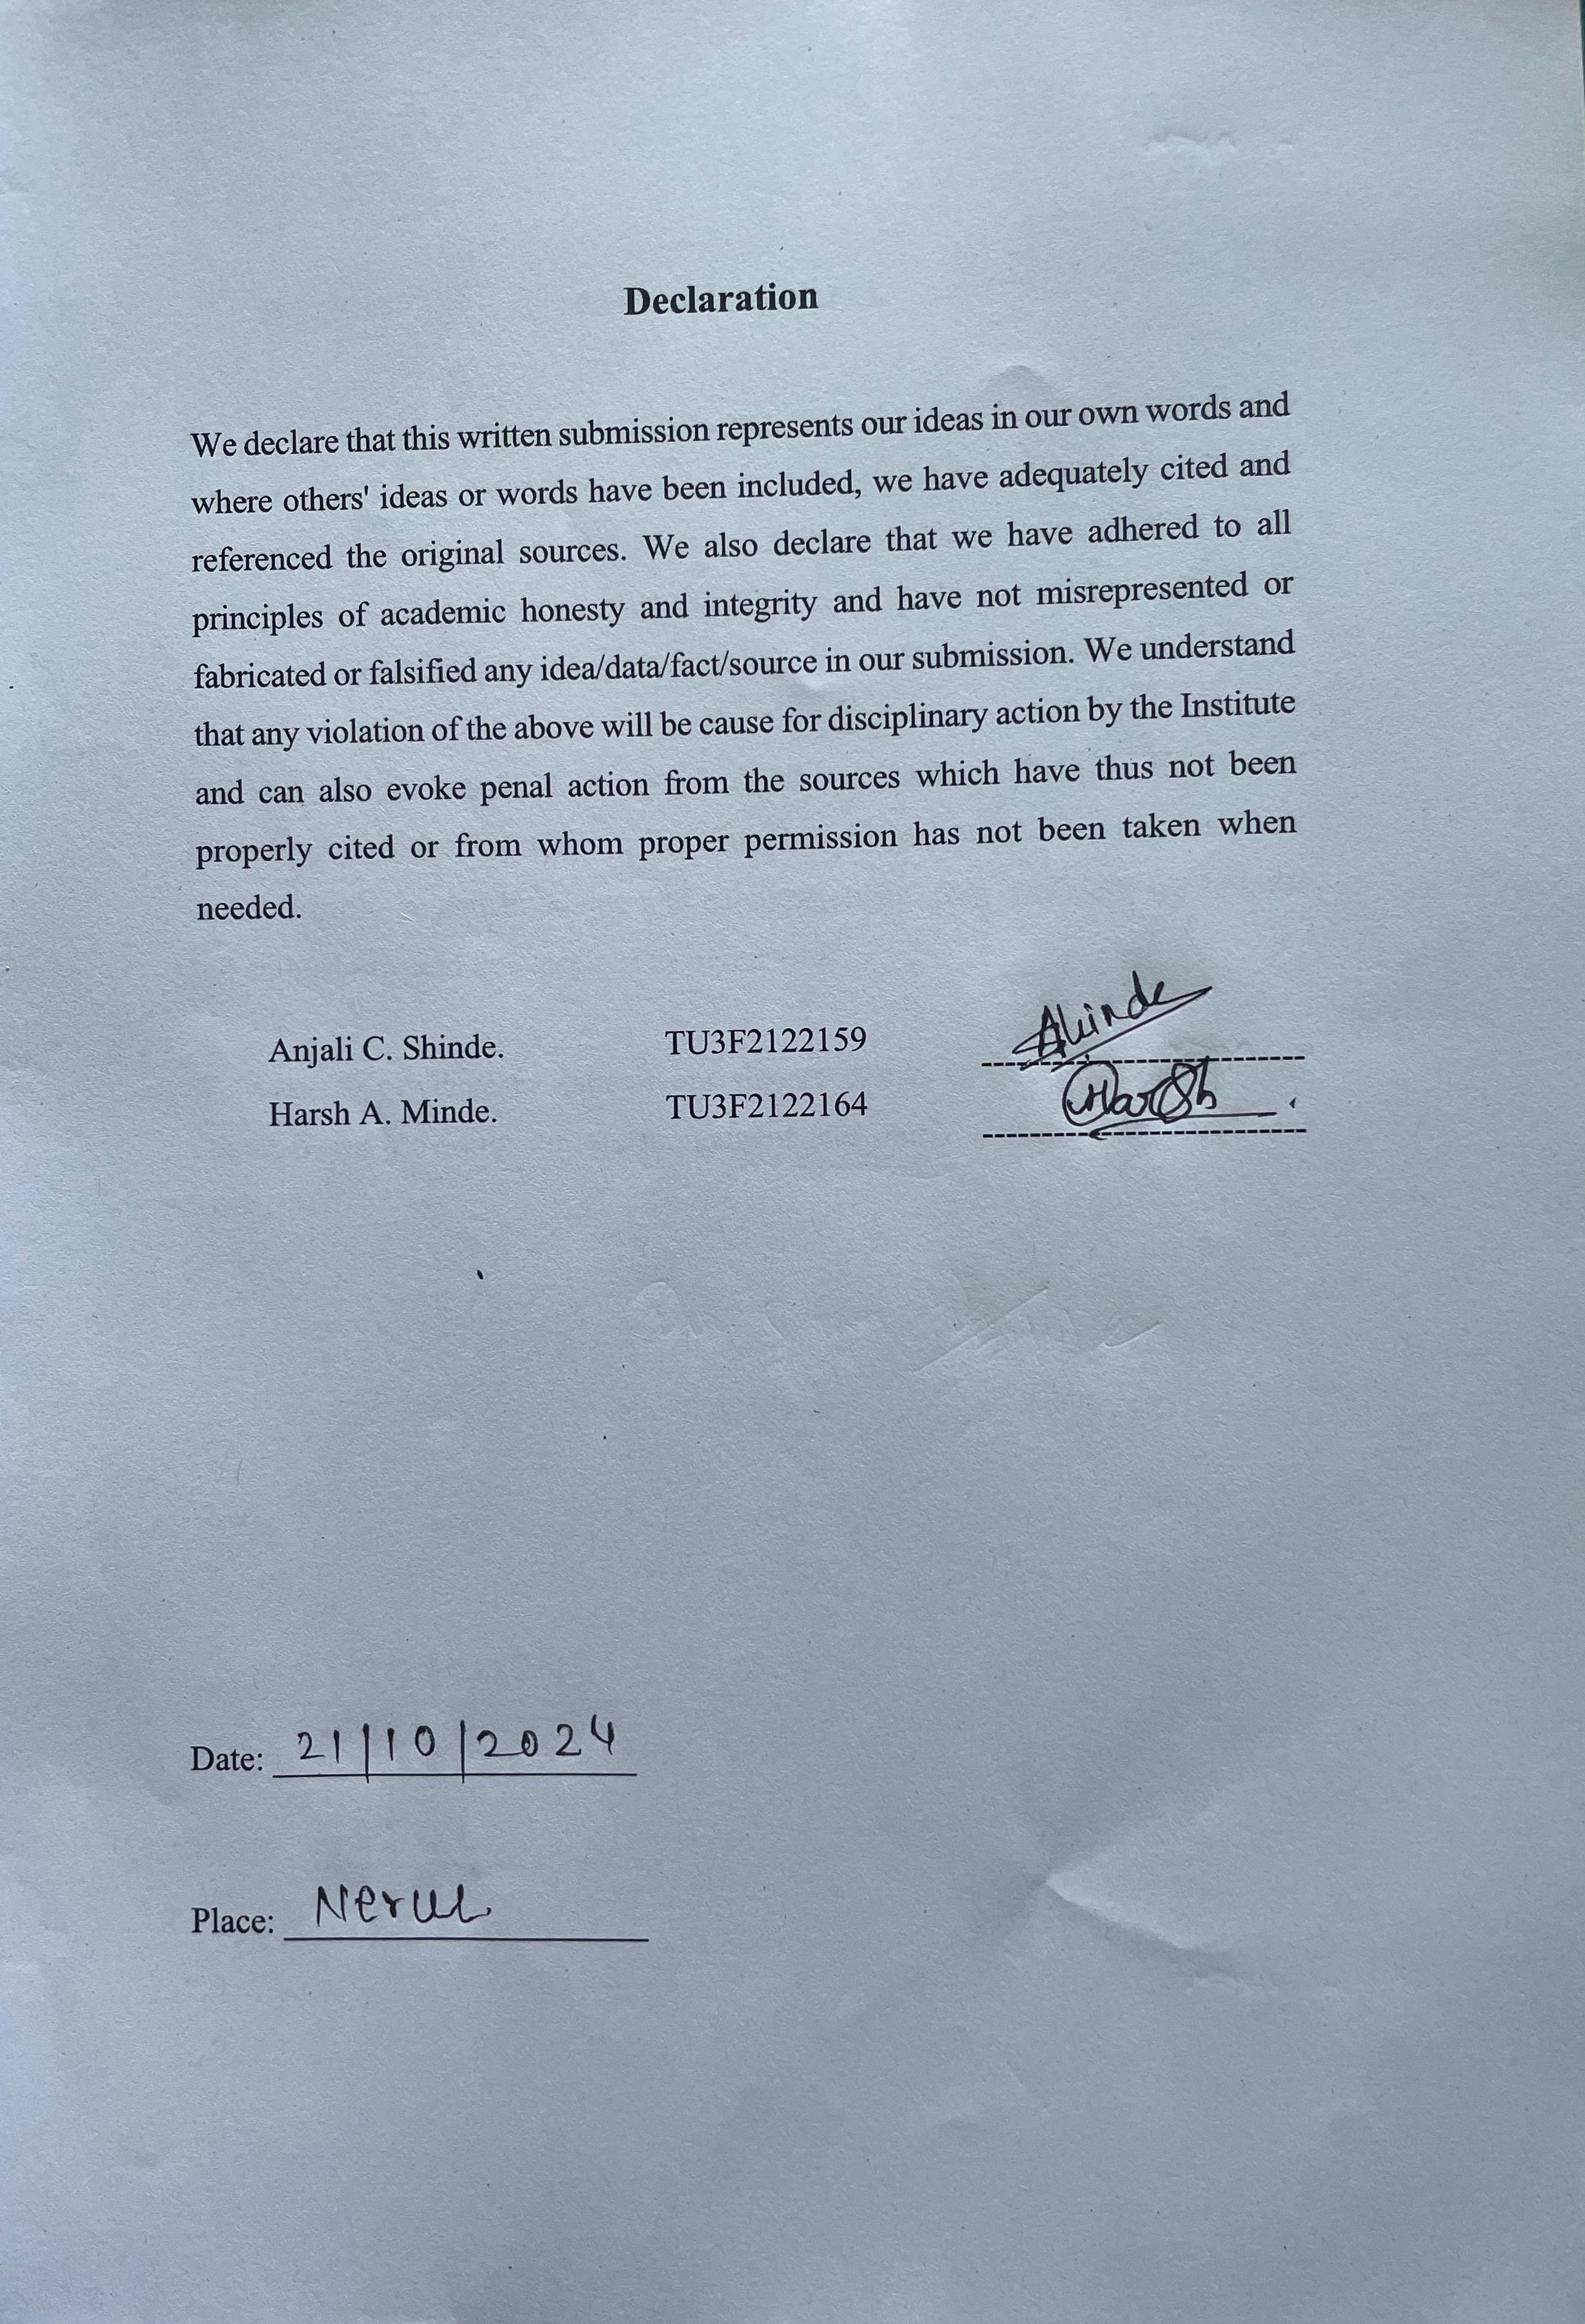 Declaration
We declare that this written submission represents our ideas in our own words and
where others' ideas or words have been included, we have adequately cited and
referenced the original sources. We also declare that we have adhered to all
principles of academic honesty and integrity and have not misrepresented or
fabricated or falsified any idea/data/fact/source in our submission. We understand
that any violation of the above will be cause for disciplinary action by the Institute
and can also evoke penal action from the sources which have thus not been
properly cited or from whom proper permission has not been taken when
needed.
Anjali C. Shinde. TU3F2122159
Harsh A. Minde. TU3F2122164 Harsh
Date: 21/10/2024
Place: Nerul